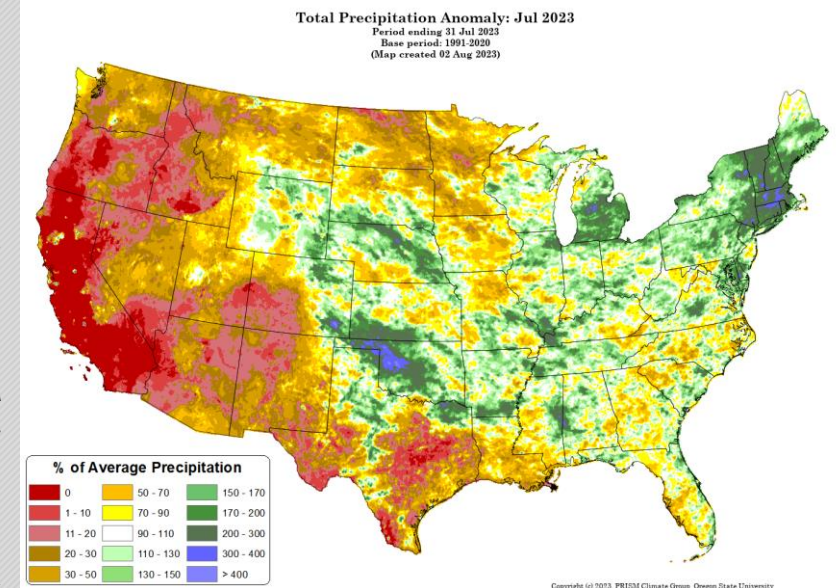 Total Precipitation Anomaly: Jul 2023
Period ending 31 Jul 2023
Base period: 1991-2020
(Map created 02 Aug 2023)
% of Average Precipitation
0
1 - 10
11 - 20
20 - 30
30 - 50
50 - 70
70 - 90
90 - 110
110 - 130
130 - 150
150 - 170
170 - 200
200 - 300
300 - 400
> 400
Copyright (c) 2023, PRISM Climate Group, Oregon State University